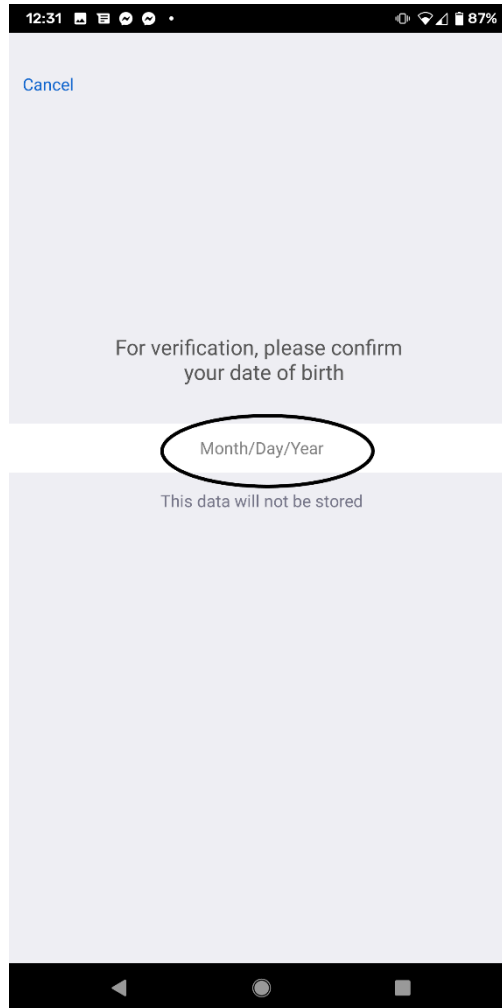 12:31 87%
Cancel
For verification, please confirm
your date of birth
Month/Day/Year
This data will not be stored